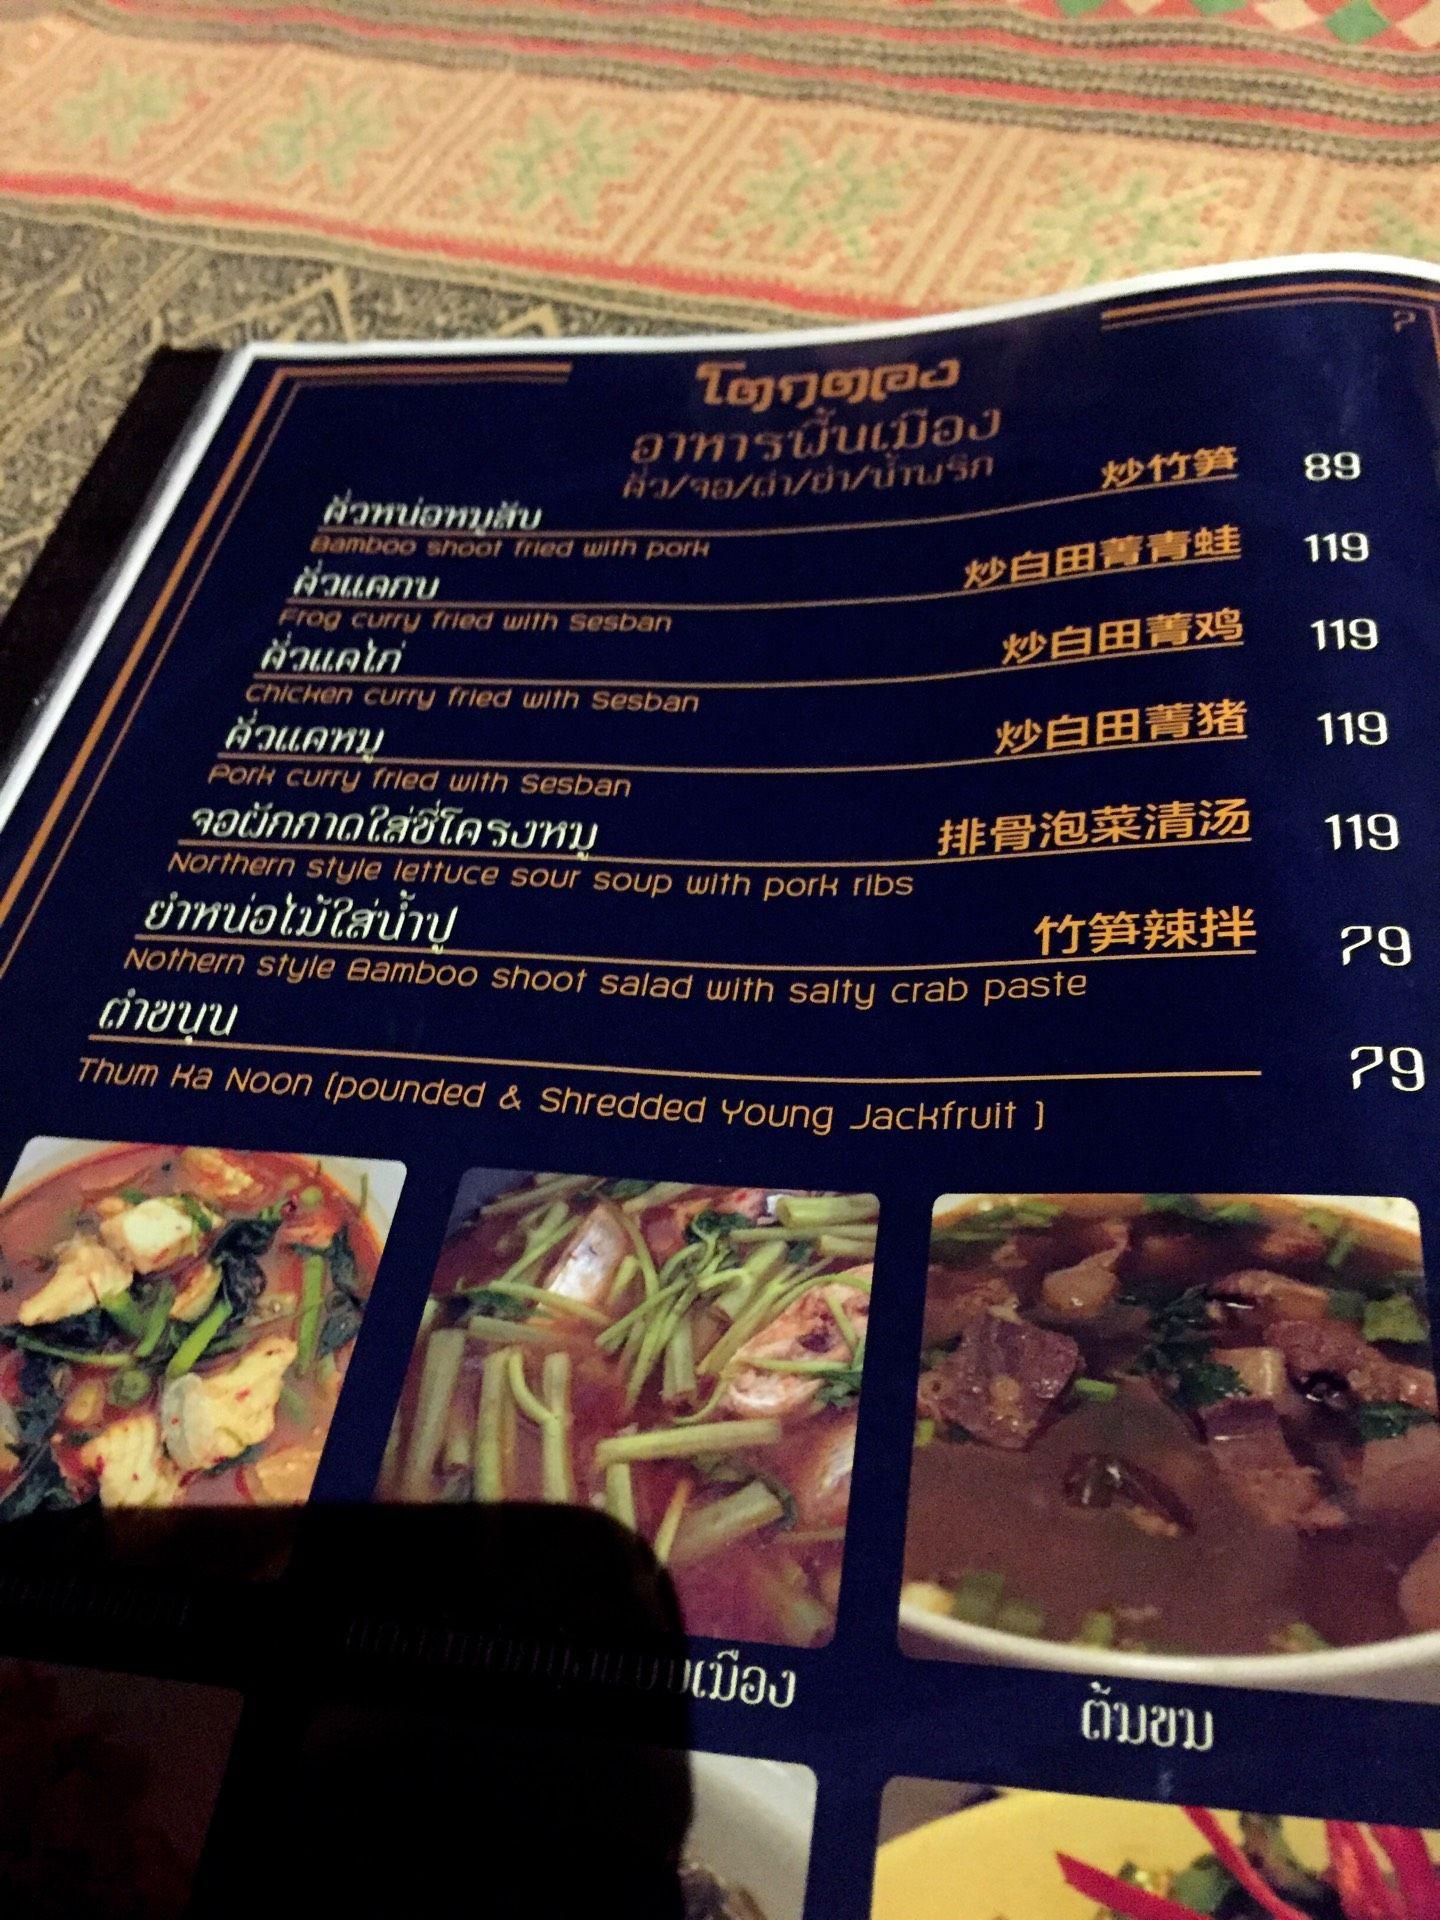 7
โตกตอง
อาหารพื้นเมือง
คั่ว/จอ/ตำ/ยำ/น้ำพริก
คั่วหน่อหมูสับ 炒竹笋 89
Bamboo shoot fried with pork
คั่วแคกบ 炒白田菁青蛙 119
Frog curry fried with Sesban
คั่วแคไก่ 炒白田菁鸡 119
Chicken curry fried with Sesban
คั่วแคหมู 炒白田菁猪 119
Pork curry fried with Sesban
จอผักกาดใส่ซี่โครงหมู 排骨泡菜清汤 119
Northern style lettuce sour soup with pork ribs
ยำหน่อไม้ใส่น้ำปู 竹笋辣拌 79
Nothern style Bamboo shoot salad with salty crab paste
ตำขนุน 79
Thum Ka Noon (pounded & Shredded Young Jackfruit )
แบบเมือง
ต้มขม